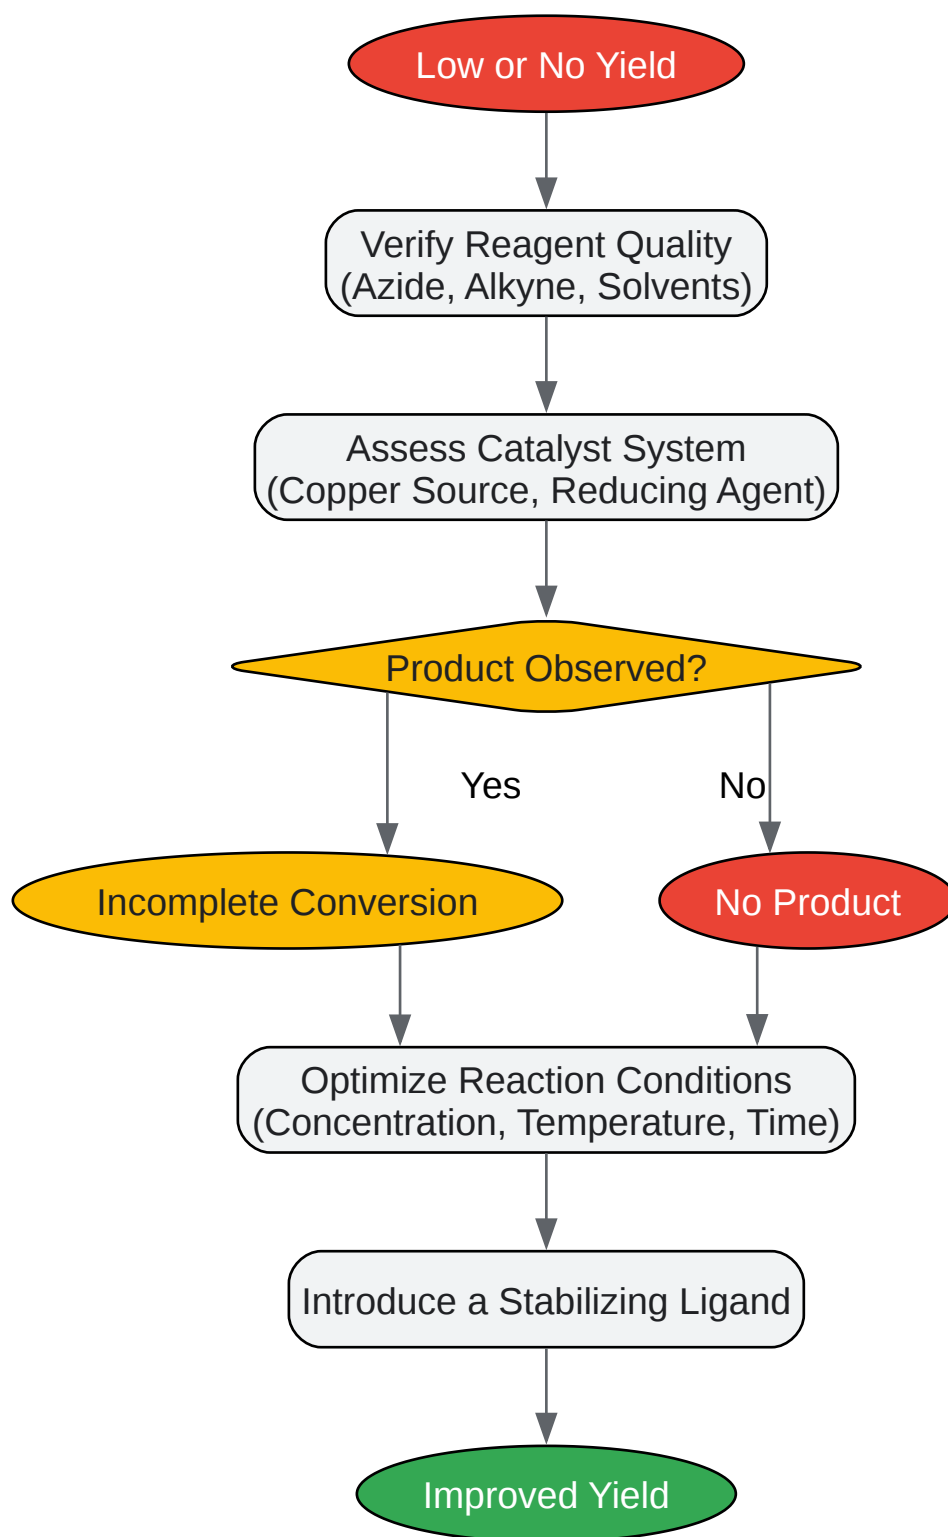 Low or No Yield
Verify Reagent Quality
(Azide, Alkyne, Solvents)
Assess Catalyst System
(Copper Source, Reducing Agent)
Product Observed?
Yes
No
Incomplete Conversion
No Product
Optimize Reaction Conditions
(Concentration, Temperature, Time)
Introduce a Stabilizing Ligand
Improved Yield